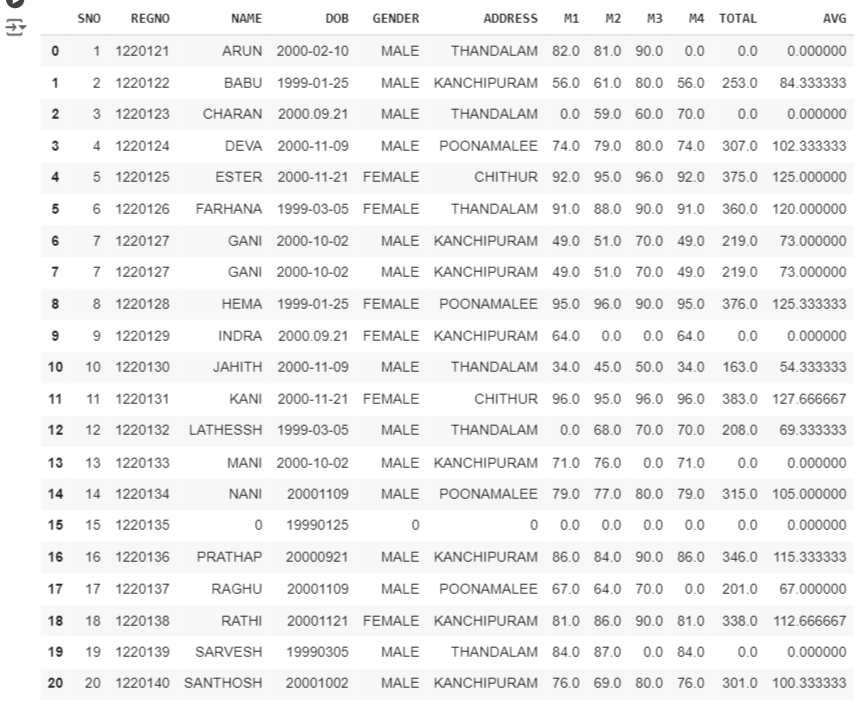 SNO REGNO NAME DOB GENDER ADDRESS M1 M2 M3 M4 TOTAL AVG
0 1 1220121 ARUN 2000-02-10 MALE THANDALAM 82.0 81.0 90.0 0.0 0.0 0.000000
1 2 1220122 BABU 1999-01-25 MALE KANCHIPURAM 56.0 61.0 80.0 56.0 253.0 84.333333
2 3 1220123 CHARAN 2000.09.21 MALE THANDALAM 0.0 59.0 60.0 70.0 0.0 0.000000
3 4 1220124 DEVA 2000-11-09 MALE POONAMALEE 74.0 79.0 80.0 74.0 307.0 102.333333
4 5 1220125 ESTER 2000-11-21 FEMALE CHITHUR 92.0 95.0 96.0 92.0 375.0 125.000000
5 6 1220126 FARHANA 1999-03-05 FEMALE THANDALAM 91.0 88.0 90.0 91.0 360.0 120.000000
6 7 1220127 GANI 2000-10-02 MALE KANCHIPURAM 49.0 51.0 70.0 49.0 219.0 73.000000
7 7 1220127 GANI 2000-10-02 MALE KANCHIPURAM 49.0 51.0 70.0 49.0 219.0 73.000000
8 8 1220128 HEMA 1999-01-25 FEMALE POONAMALEE 95.0 96.0 90.0 95.0 376.0 125.333333
9 9 1220129 INDRA 2000.09.21 FEMALE KANCHIPURAM 64.0 0.0 0.0 64.0 0.0 0.000000
10 10 1220130 JAHITH 2000-11-09 MALE THANDALAM 34.0 45.0 50.0 34.0 163.0 54.333333
11 11 1220131 KANI 2000-11-21 FEMALE CHITHUR 96.0 95.0 96.0 96.0 383.0 127.666667
12 12 1220132 LATHESSH 1999-03-05 MALE THANDALAM 0.0 68.0 70.0 70.0 208.0 69.333333
13 13 1220133 MANI 2000-10-02 MALE KANCHIPURAM 71.0 76.0 0.0 71.0 0.0 0.000000
14 14 1220134 NANI 20001109 MALE POONAMALEE 79.0 77.0 80.0 79.0 315.0 105.000000
15 15 1220135 0 19990125 0 0 0.0 0.0 0.0 0.0 0.0 0.000000
16 16 1220136 PRATHAP 20000921 MALE KANCHIPURAM 86.0 84.0 90.0 86.0 346.0 115.333333
17 17 1220137 RAGHU 20001109 MALE POONAMALEE 67.0 64.0 70.0 0.0 201.0 67.000000
18 18 1220138 RATHI 20001121 FEMALE KANCHIPURAM 81.0 86.0 90.0 81.0 338.0 112.666667
19 19 1220139 SARVESH 19990305 MALE THANDALAM 84.0 87.0 0.0 84.0 0.0 0.000000
20 20 1220140 SANTHOSH 20001002 MALE KANCHIPURAM 76.0 69.0 80.0 76.0 301.0 100.333333